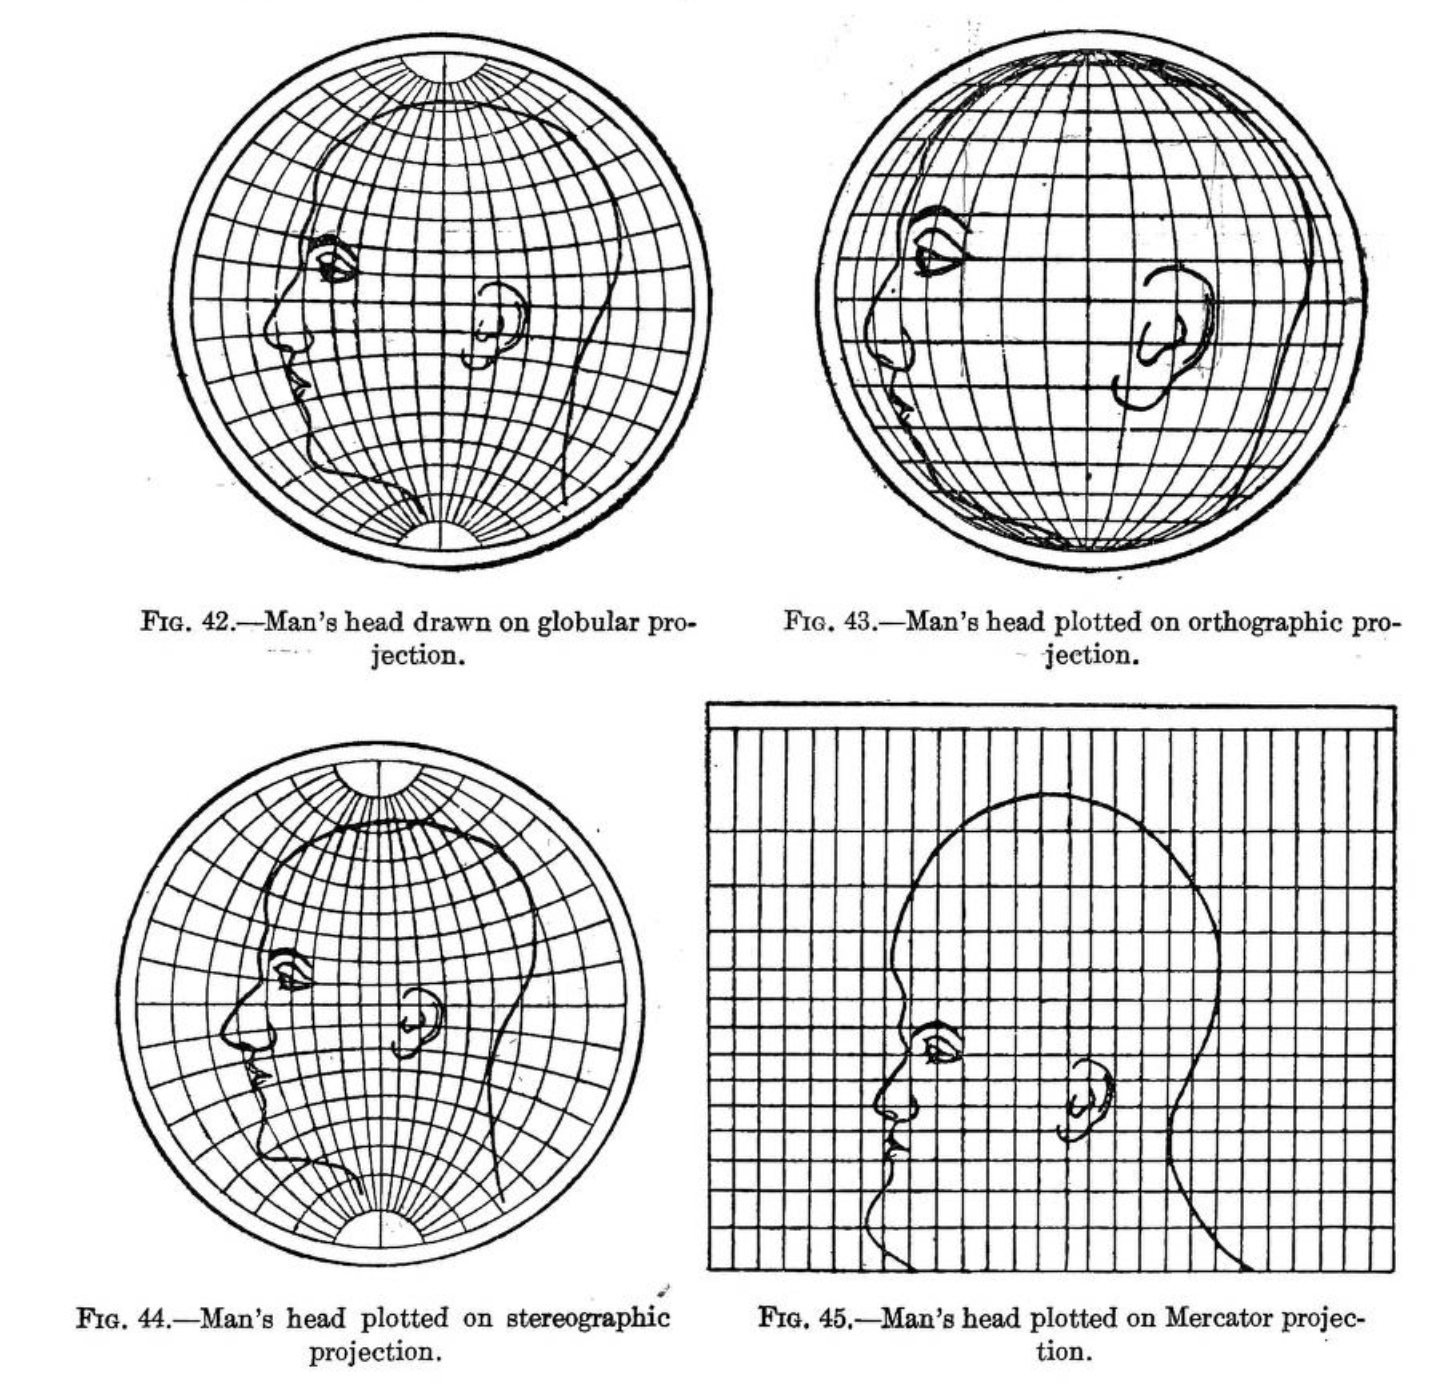 FIG. 42.—Man's head drawn on globular pro-
jection.
FIG. 43.—Man's head plotted on orthographic pro-
jection.
FIG. 44.—Man's head plotted on stereographic
projection.
FIG. 45.—Man's head plotted on Mercator projec-
tion.